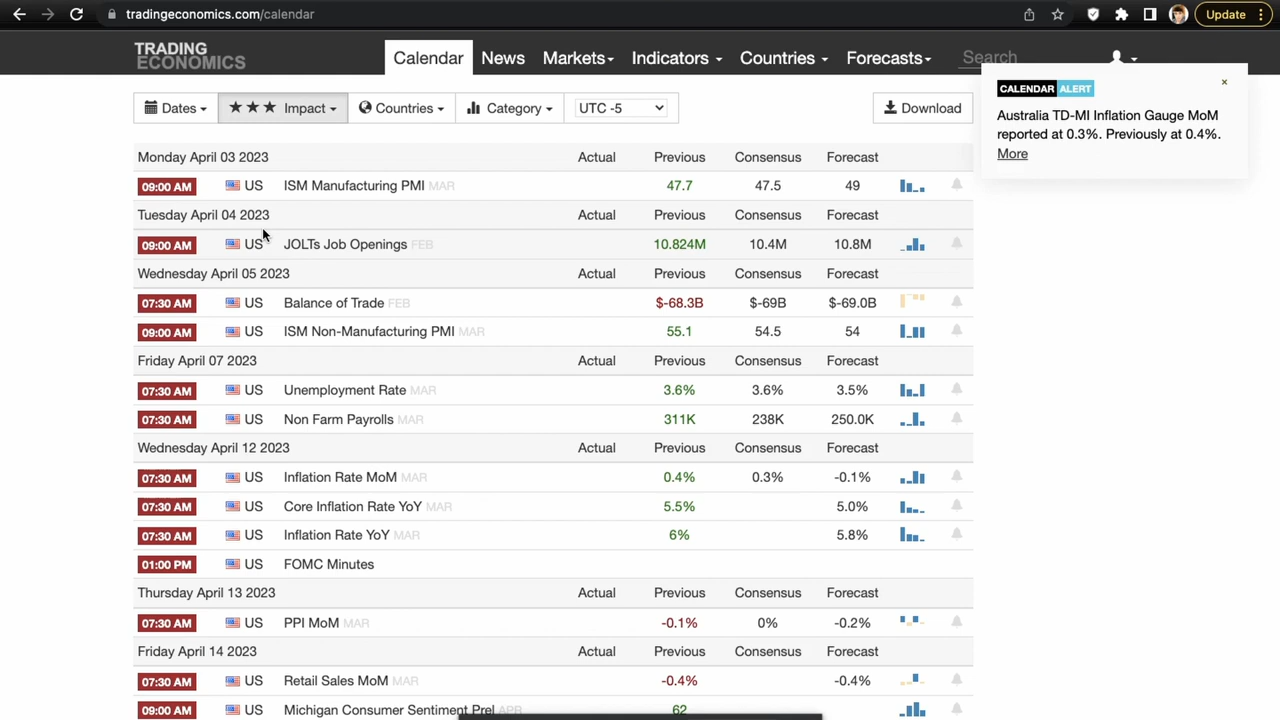 tradingeconomics.com/calendar
Update
TRADING
ECONOMICS
Calendar News Markets Indicators Countries Forecasts Search
CALENDAR ALERT ×
Australia TD-MI Inflation Gauge MoM
reported at 0.3%. Previously at 0.4%.
More
Dates ★ ★ ★ Impact Countries Category UTC -5 Download
Monday April 03 2023 Actual Previous Consensus Forecast
09:00 AM US ISM Manufacturing PMI MAR 47.7 47.5 49
Tuesday April 04 2023 Actual Previous Consensus Forecast
09:00 AM US JOLTs Job Openings FEB 10.824M 10.4M 10.8M
Wednesday April 05 2023 Actual Previous Consensus Forecast
07:30 AM US Balance of Trade FEB $-68.3B $-69B $-69.0B
09:00 AM US ISM Non-Manufacturing PMI MAR 55.1 54.5 54
Friday April 07 2023 Actual Previous Consensus Forecast
07:30 AM US Unemployment Rate MAR 3.6% 3.6% 3.5%
07:30 AM US Non Farm Payrolls MAR 311K 238K 250.0K
Wednesday April 12 2023 Actual Previous Consensus Forecast
07:30 AM US Inflation Rate MoM MAR 0.4% 0.3% -0.1%
07:30 AM US Core Inflation Rate YoY MAR 5.5% 5.0%
07:30 AM US Inflation Rate YoY MAR 6% 5.8%
01:00 PM US FOMC Minutes
Thursday April 13 2023 Actual Previous Consensus Forecast
07:30 AM US PPI MoM MAR -0.1% 0% -0.2%
Friday April 14 2023 Actual Previous Consensus Forecast
07:30 AM US Retail Sales MoM MAR -0.4% -0.4%
09:00 AM US Michigan Consumer Sentiment Prel APR 62